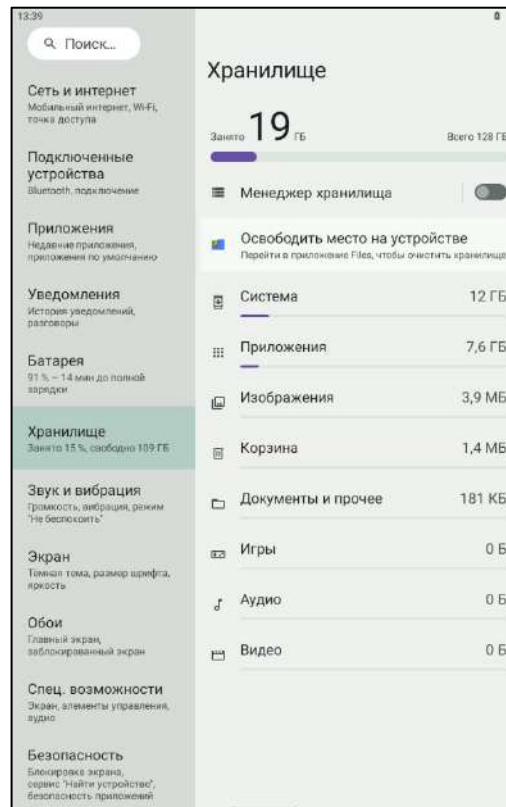 13:39
Поиск...
Сеть и интернет
Мобильный интернет, Wi-Fi,
точка доступа
Подключенные
устройства
Bluetooth, подключение
Приложения
Недавние приложения,
приложения по умолчанию
Уведомления
История уведомлений,
разговоры
Батарея
91 % – 14 мин до полной
зарядки
Хранилище
Занято 15 %, свободно 109 ГБ
Звук и вибрация
Громкость, вибрация, режим
"Не беспокоить"
Экран
Темная тема, размер шрифта,
яркость
Обои
Главный экран,
заблокированный экран
Спец. возможности
Экран, элементы управления,
аудио
Безопасность
Блокировка экрана,
сервис "Найти устройство",
безопасность приложений
Хранилище
Занято 19 ГБ
Всего 128 ГБ
Менеджер хранилища
Освободить место на устройстве
Перейти в приложение Files, чтобы очистить хранилище
Система 12 ГБ
Приложения 7,6 ГБ
Изображения 3,9 МБ
Корзина 1,4 МБ
Документы и прочее 181 КБ
Игры 0 Б
Аудио 0 Б
Видео 0 Б